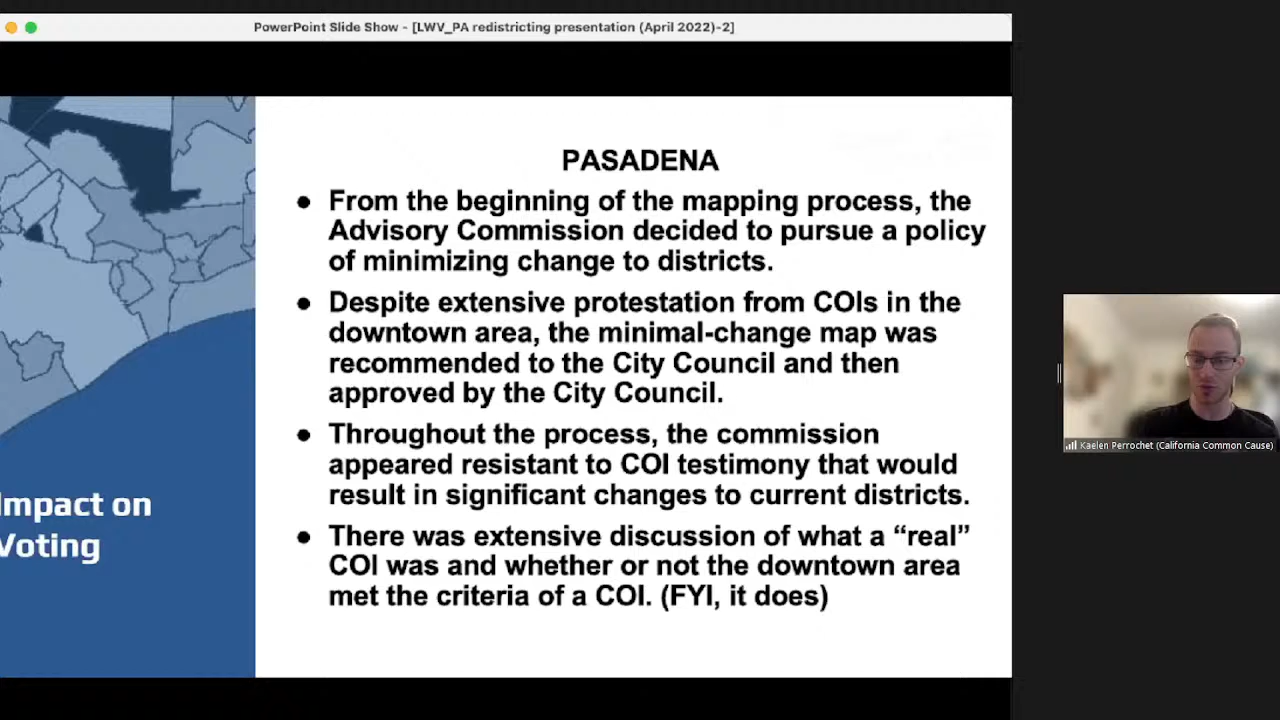 PowerPoint Slide Show - [LWV_PA redistricting presentation (April 2022)-2]
PASADENA
● From the beginning of the mapping process, the
Advisory Commission decided to pursue a policy
of minimizing change to districts.
● Despite extensive protestation from COIs in the
downtown area, the minimal-change map was
recommended to the City Council and then
approved by the City Council.
● Throughout the process, the commission
appeared resistant to COI testimony that would
result in significant changes to current districts.
● There was extensive discussion of what a “real”
COI was and whether or not the downtown area
met the criteria of a COI. (FYI, it does)
Impact on
Voting
Kaelen Perrochet (California Common Cause)